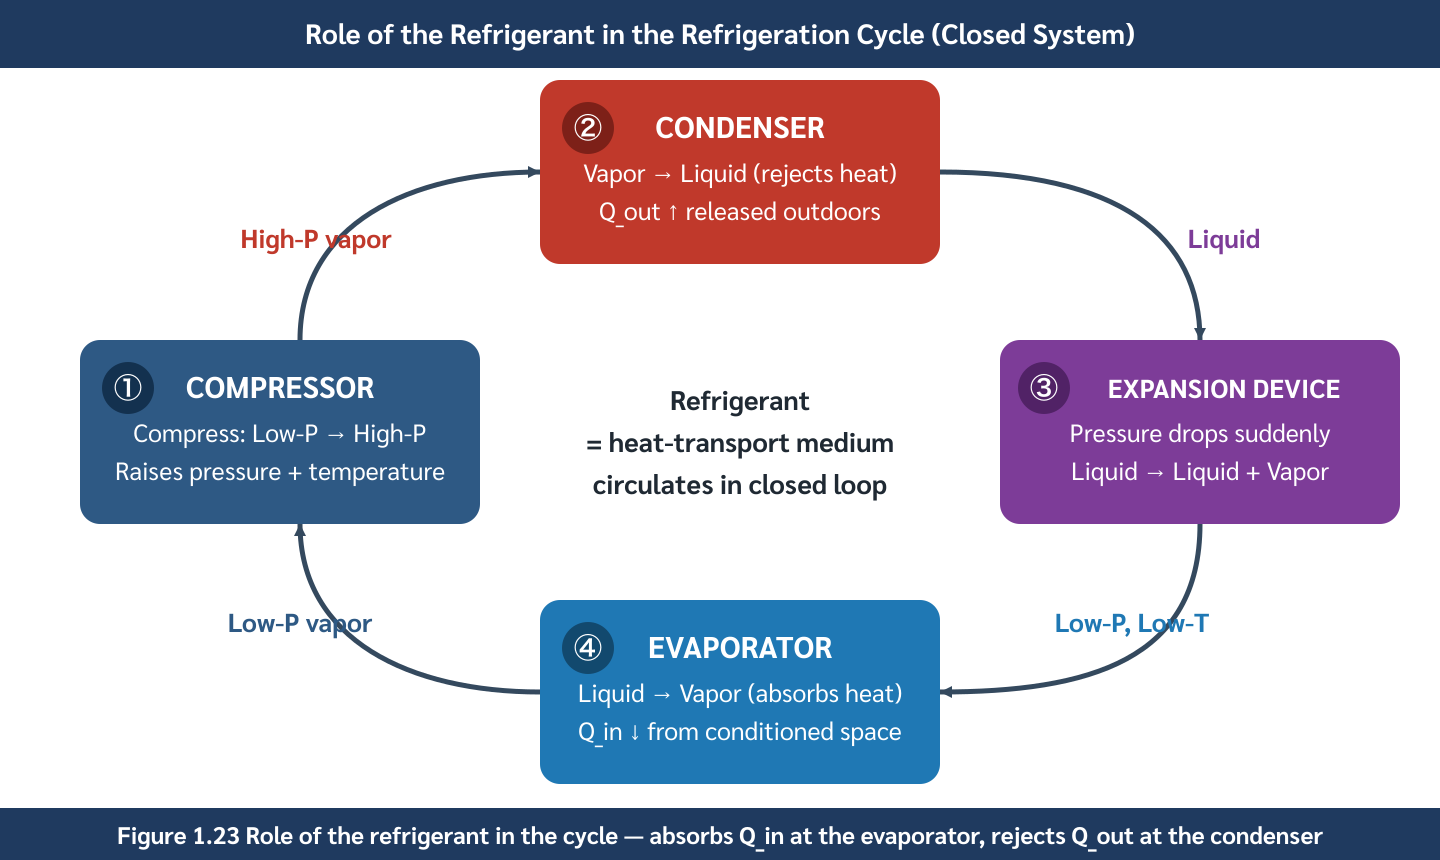 Role of the Refrigerant in the Refrigeration Cycle (Closed System)
② CONDENSER
Vapor → Liquid (rejects heat)
Q_out ↑ released outdoors
High-P vapor
Liquid
① COMPRESSOR
Compress: Low-P → High-P
Raises pressure + temperature
Refrigerant
= heat-transport medium
circulates in closed loop
③ EXPANSION DEVICE
Pressure drops suddenly
Liquid → Liquid + Vapor
Low-P vapor
Low-P, Low-T
④ EVAPORATOR
Liquid → Vapor (absorbs heat)
Q_in ↓ from conditioned space
Figure 1.23 Role of the refrigerant in the cycle — absorbs Q_in at the evaporator, rejects Q_out at the condenser